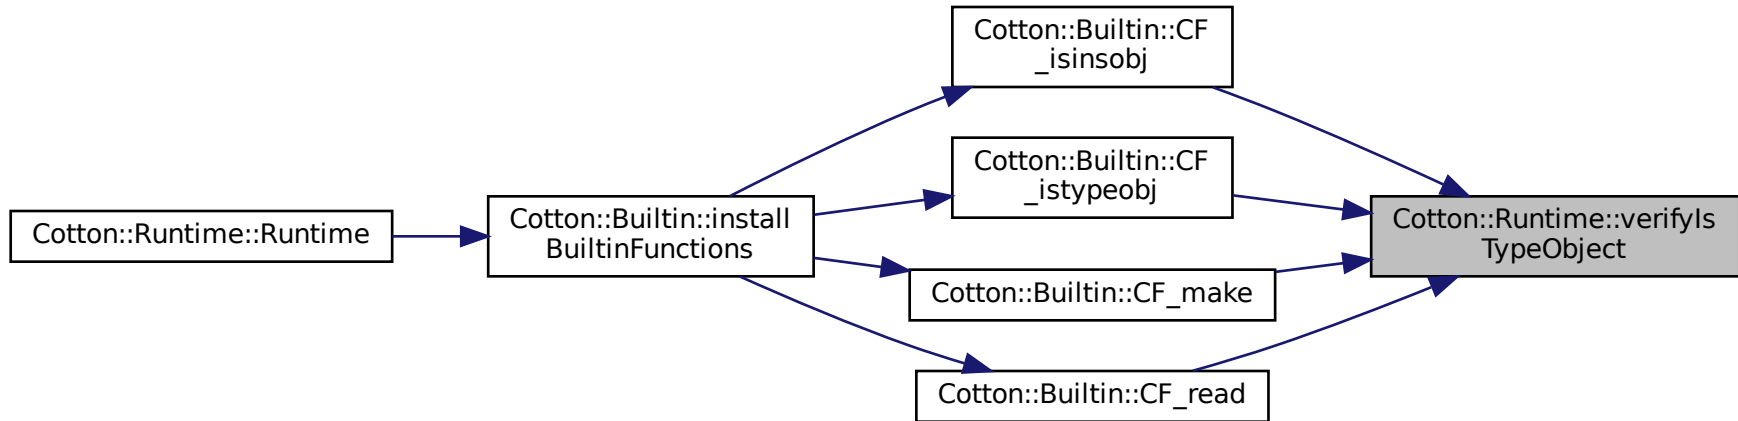 Cotton::Runtime::Runtime
Cotton::Builtin::install
BuiltinFunctions
Cotton::Builtin::CF
_isinsobj
Cotton::Builtin::CF
_istypeobj
Cotton::Builtin::CF_make
Cotton::Builtin::CF_read
Cotton::Runtime::verifyIs
TypeObject